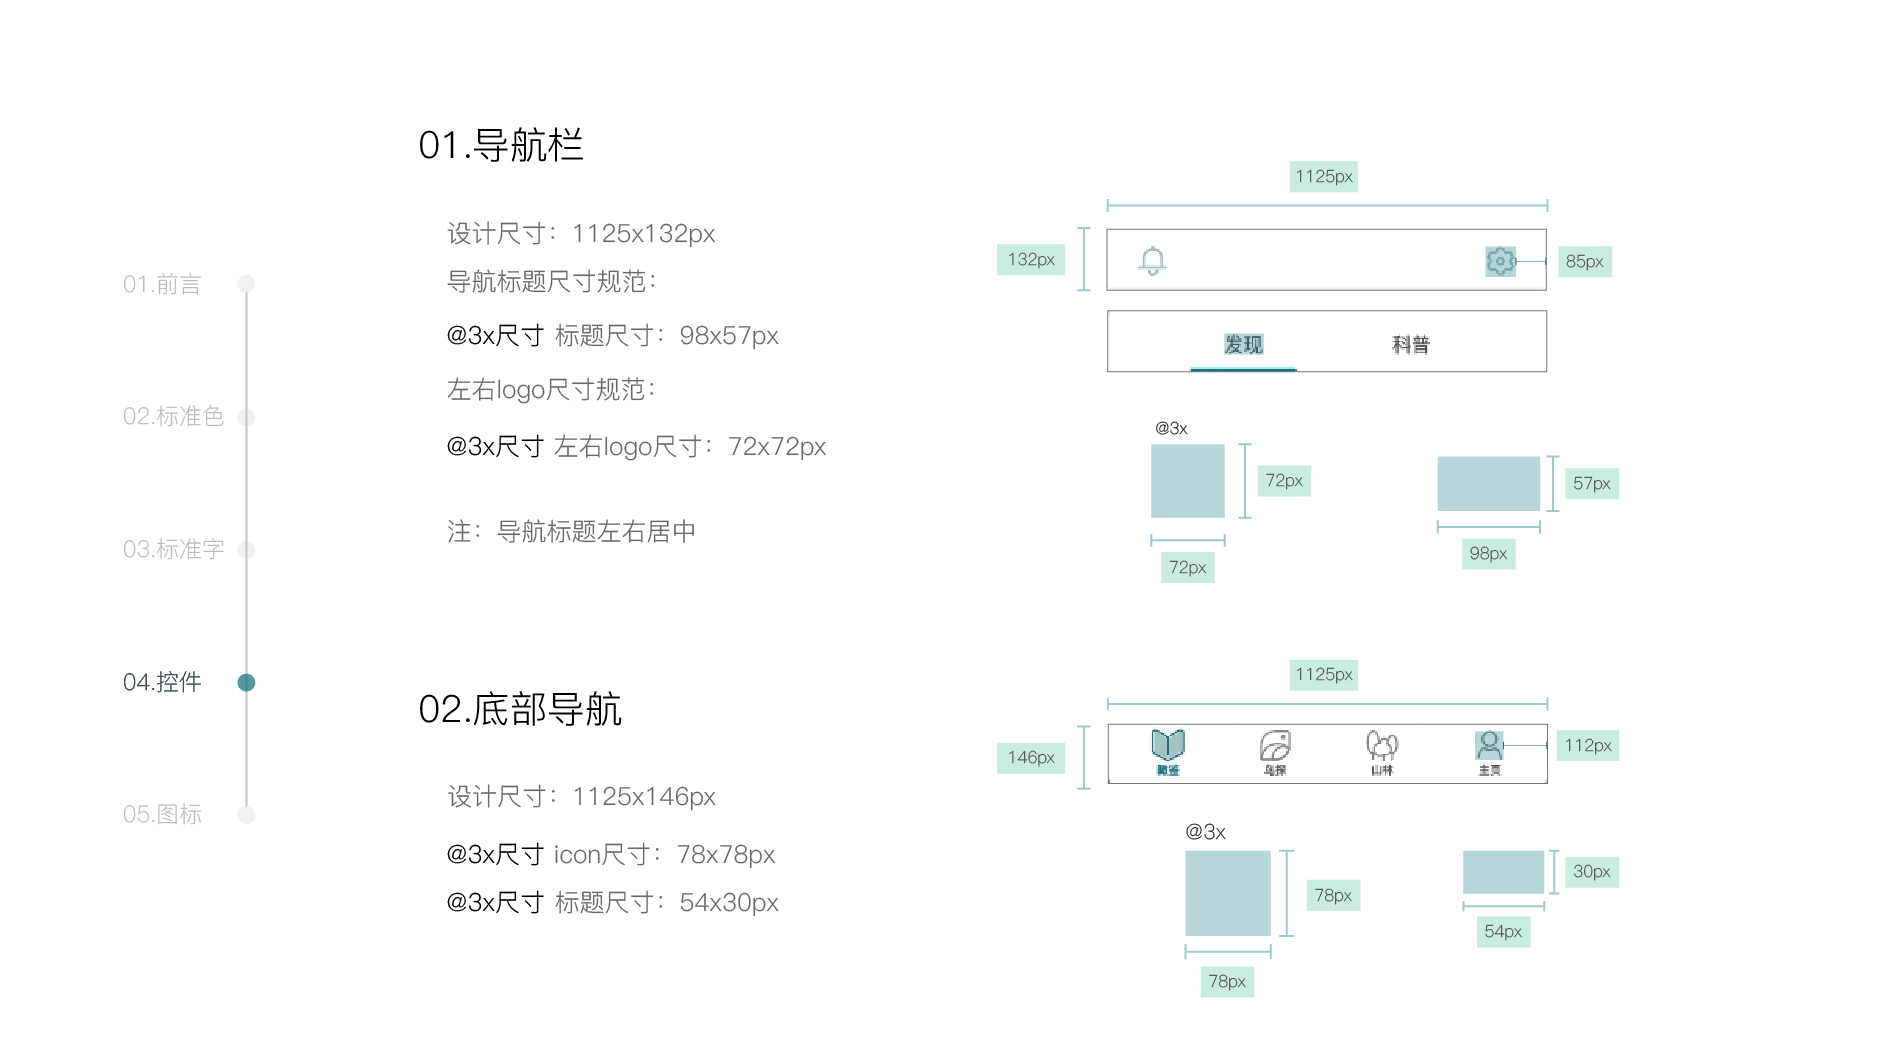 01.前言
02.标准色
03.标准字
04.控件
05.图标
01.导航栏
设计尺寸：1125x132px
导航标题尺寸规范：
@3x尺寸 标题尺寸：98x57px
左右logo尺寸规范：
@3x尺寸 左右logo尺寸：72x72px
注：导航标题左右居中
1125px
132px
85px
发现 科普
@3x
72px
72px
57px
98px
02.底部导航
设计尺寸：1125x146px
@3x尺寸 icon尺寸：78x78px
@3x尺寸 标题尺寸：54x30px
1125px
146px
鸟探 山林 主页
112px
@3x
78px
78px
30px
54px